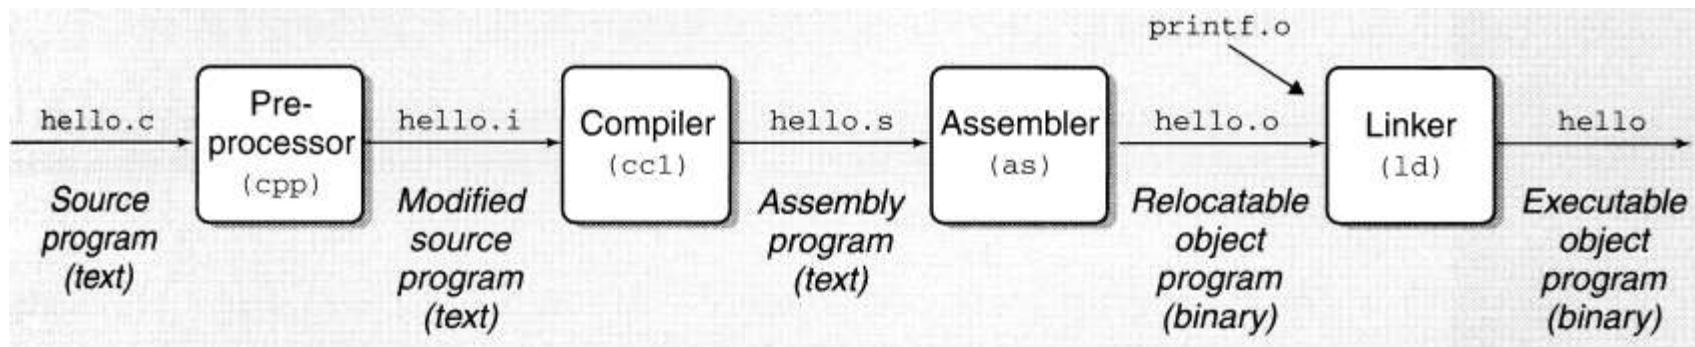 printf.o
hello.c
Pre-
processor
(cpp)
hello.i
Compiler
(cc1)
hello.s
Assembler
(as)
hello.o
Linker
(ld)
hello
Source
program
(text)
Modified
source
program
(text)
Assembly
program
(text)
Relocatable
object
program
(binary)
Executable
object
program
(binary)